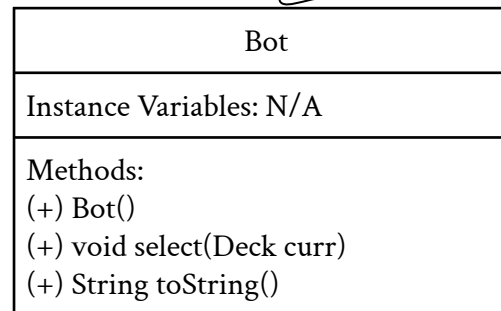 Bot
Instance Variables: N/A
Methods:
(+) Bot()
(+) void select(Deck curr)
(+) String toString()